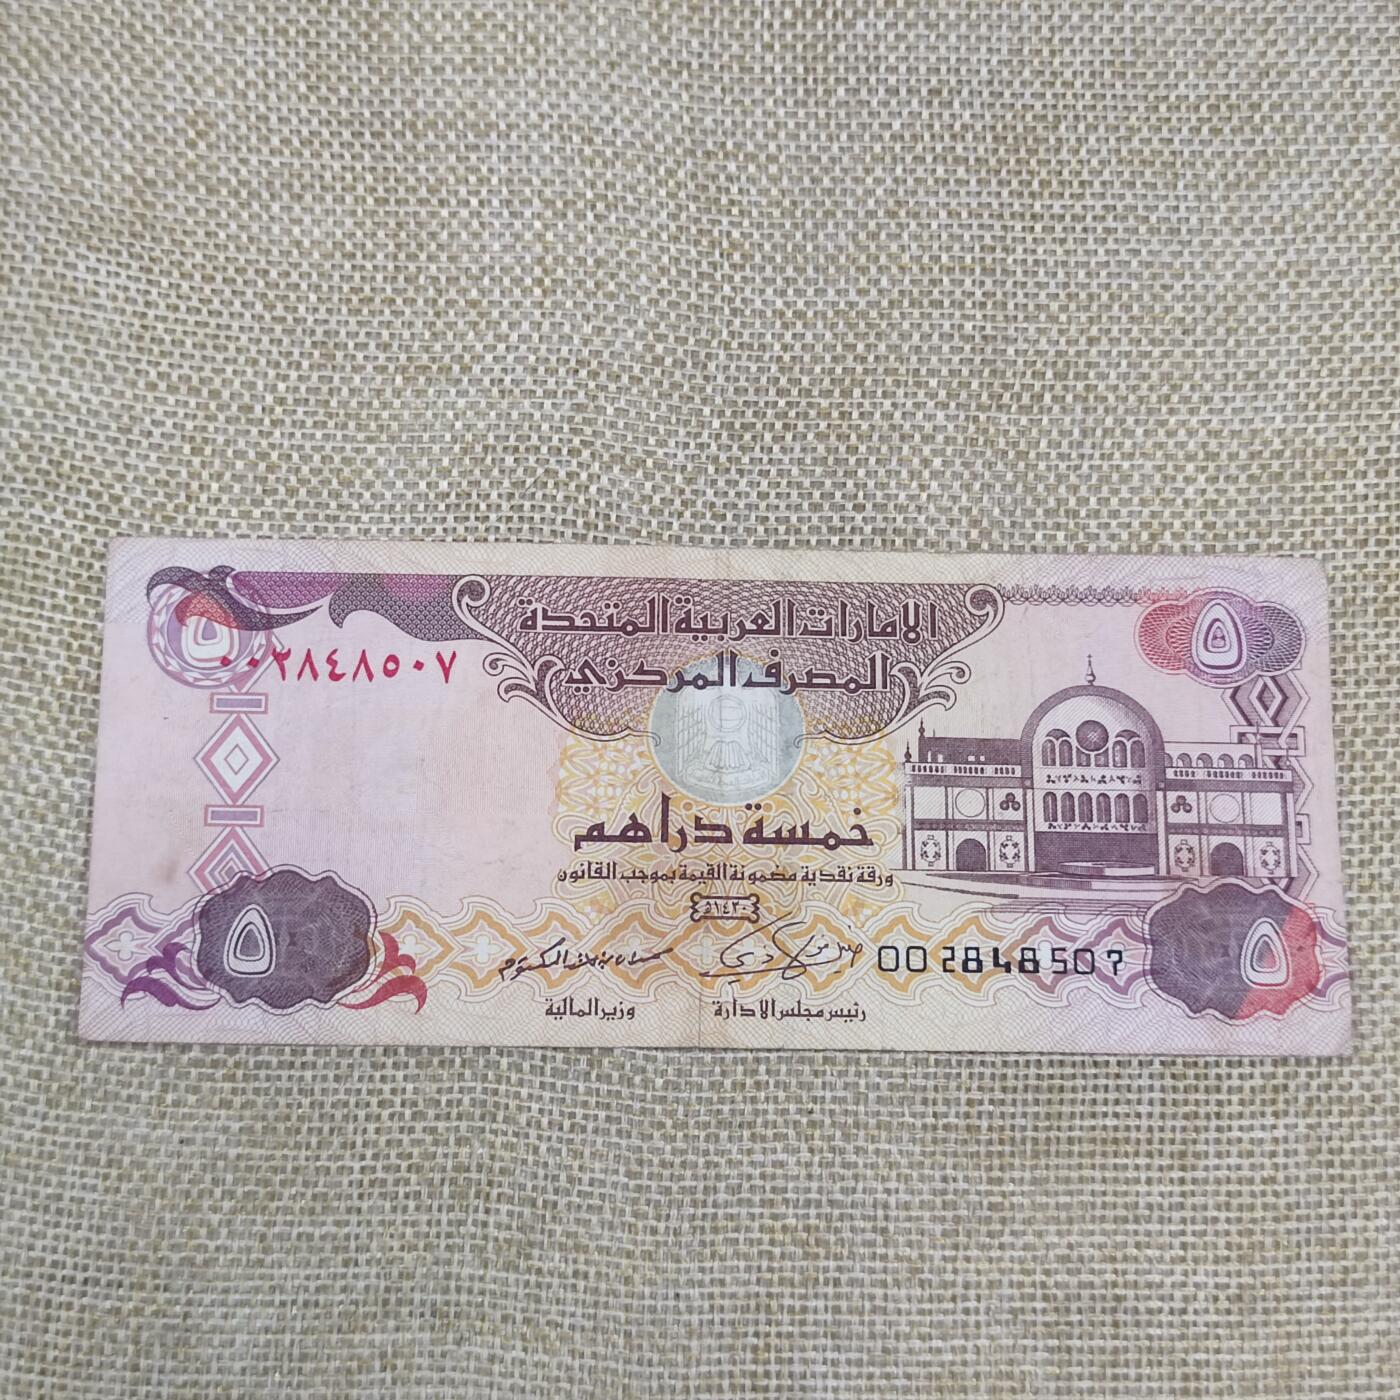 الامارات العربية المتحدة
المصرف المركزي
٥
٥
٠٠٢٨٤٨٥٠٧
خمسة دراهم
ورقة نقدية مضمونة القيمة بموجب القانون
١٤٣٠هـ
002848507
٥
٥
رئيس مجلس الادارة
وزير المالية